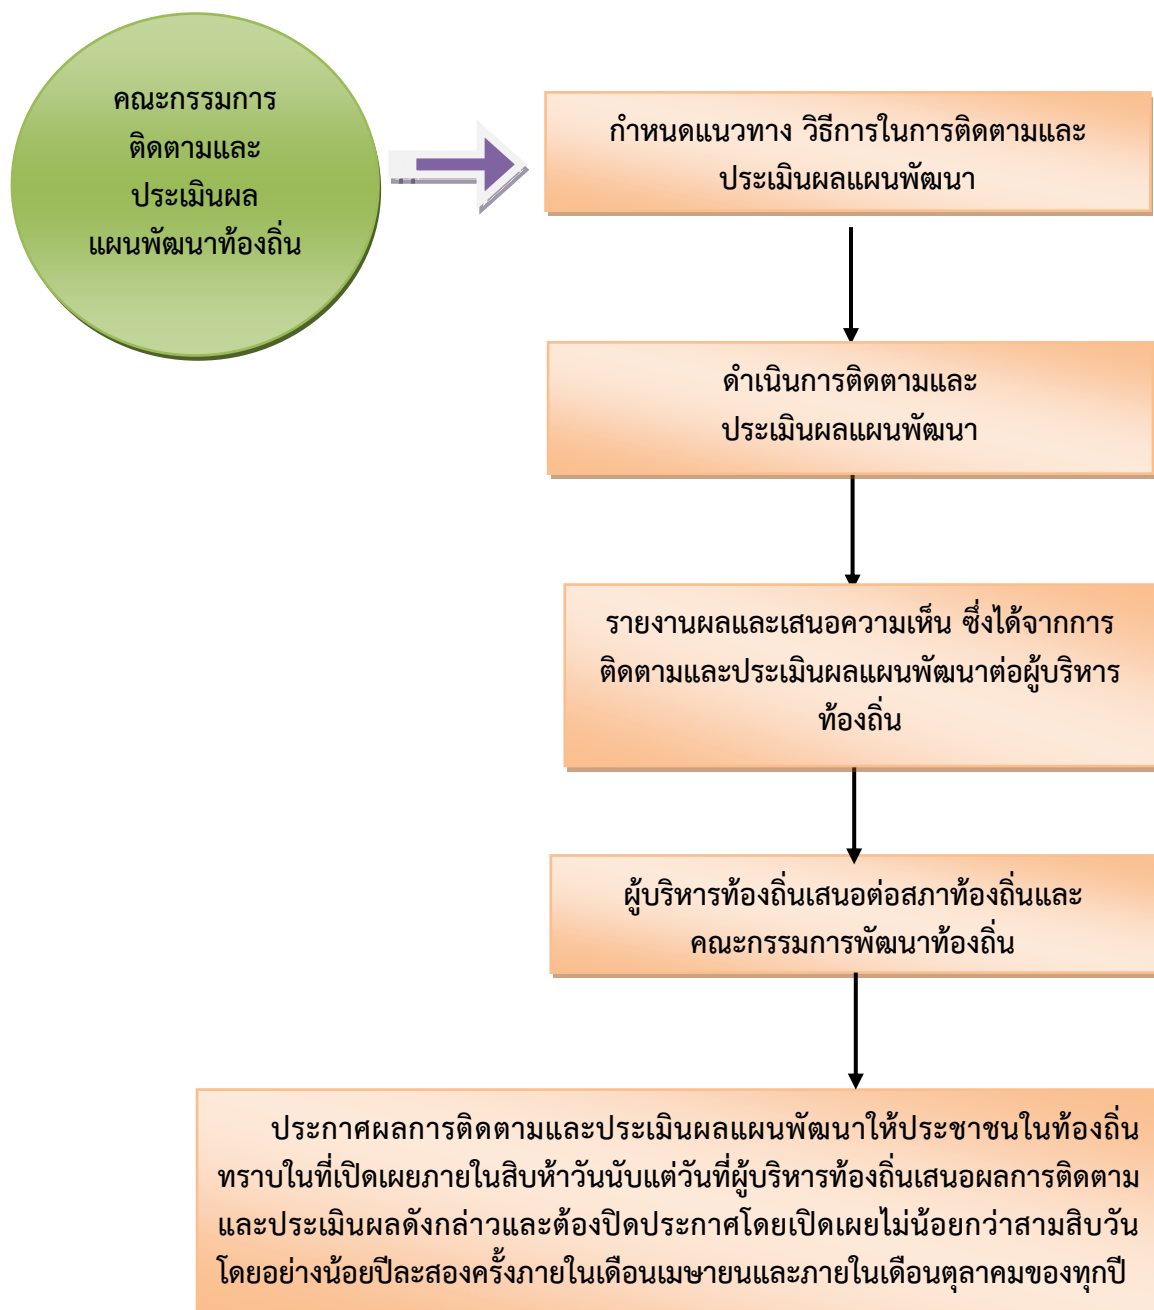 คณะกรรมการ
ติดตามและ
ประเมินผล
แผนพัฒนาท้องถิ่น
กำหนดแนวทาง วิธีการในการติดตามและ
ประเมินผลแผนพัฒนา
ดำเนินการติดตามและ
ประเมินผลแผนพัฒนา
รายงานผลและเสนอความเห็น ซึ่งได้จากการ
ติดตามและประเมินผลแผนพัฒนาต่อผู้บริหาร
ท้องถิ่น
ผู้บริหารท้องถิ่นเสนอต่อสภาท้องถิ่นและ
คณะกรรมการพัฒนาท้องถิ่น
ประกาศผลการติดตามและประเมินผลแผนพัฒนาให้ประชาชนในท้องถิ่น
ทราบในที่เปิดเผยภายในสิบห้าวันนับแต่วันที่ผู้บริหารท้องถิ่นเสนอผลการติดตาม
และประเมินผลดังกล่าวและต้องปิดประกาศโดยเปิดเผยไม่น้อยกว่าสามสิบวัน
โดยอย่างน้อยปีละสองครั้งภายในเดือนเมษายนและภายในเดือนตุลาคมของทุกปี